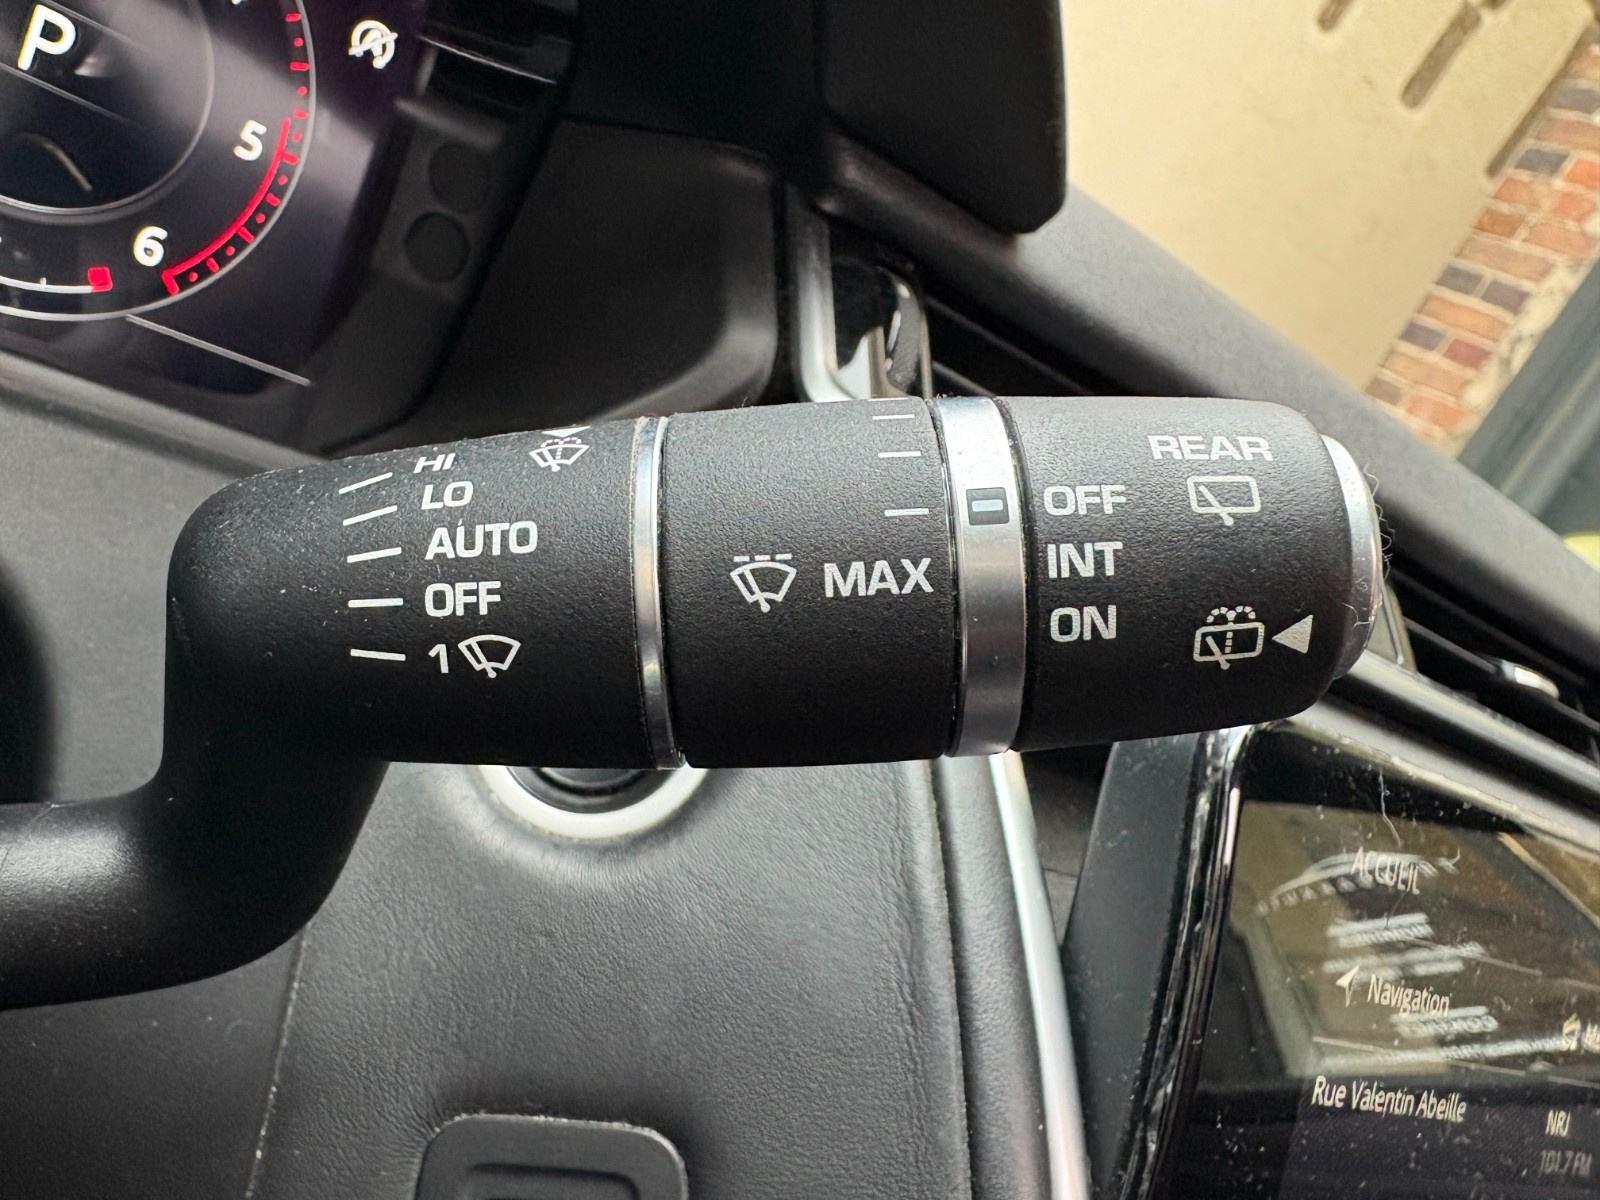 P
5
6
HI
LO
AUTO
OFF
1
MAX
REAR
OFF
INT
ON
ACCUEIL
Navigation
Rue Valentin Abeille
NRJ
101.7 FM